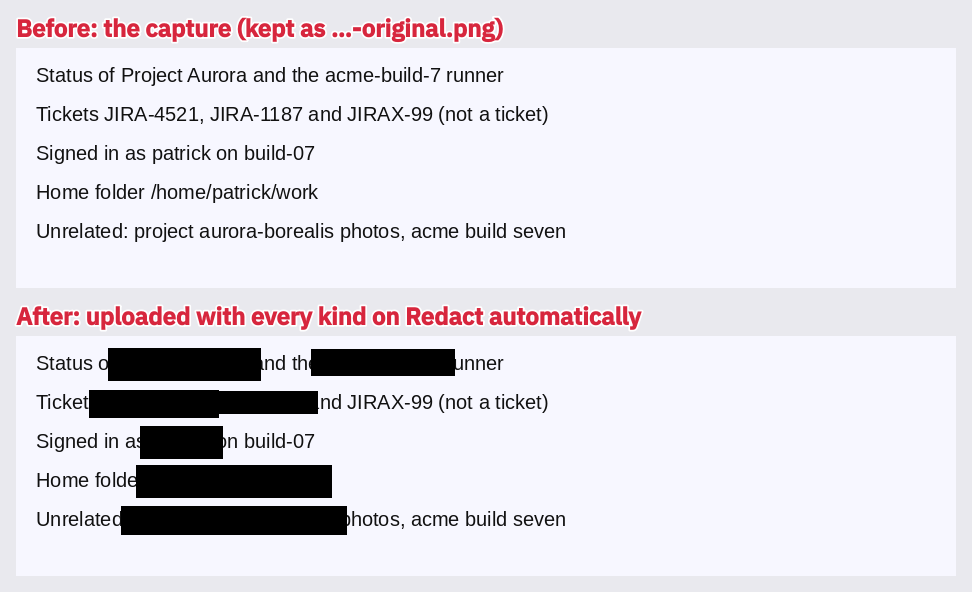 Before: the capture (kept as ...-original.png)
Status of Project Aurora and the acme-build-7 runner
Tickets JIRA-4521, JIRA-1187 and JIRAX-99 (not a ticket)
Signed in as patrick on build-07
Home folder /home/patrick/work
Unrelated: project aurora-borealis photos, acme build seven
After: uploaded with every kind on Redact automatically
Status o and the unner
Ticket nd JIRAX-99 (not a ticket)
Signed in as on build-07
Home folde
Unrelated photos, acme build seven